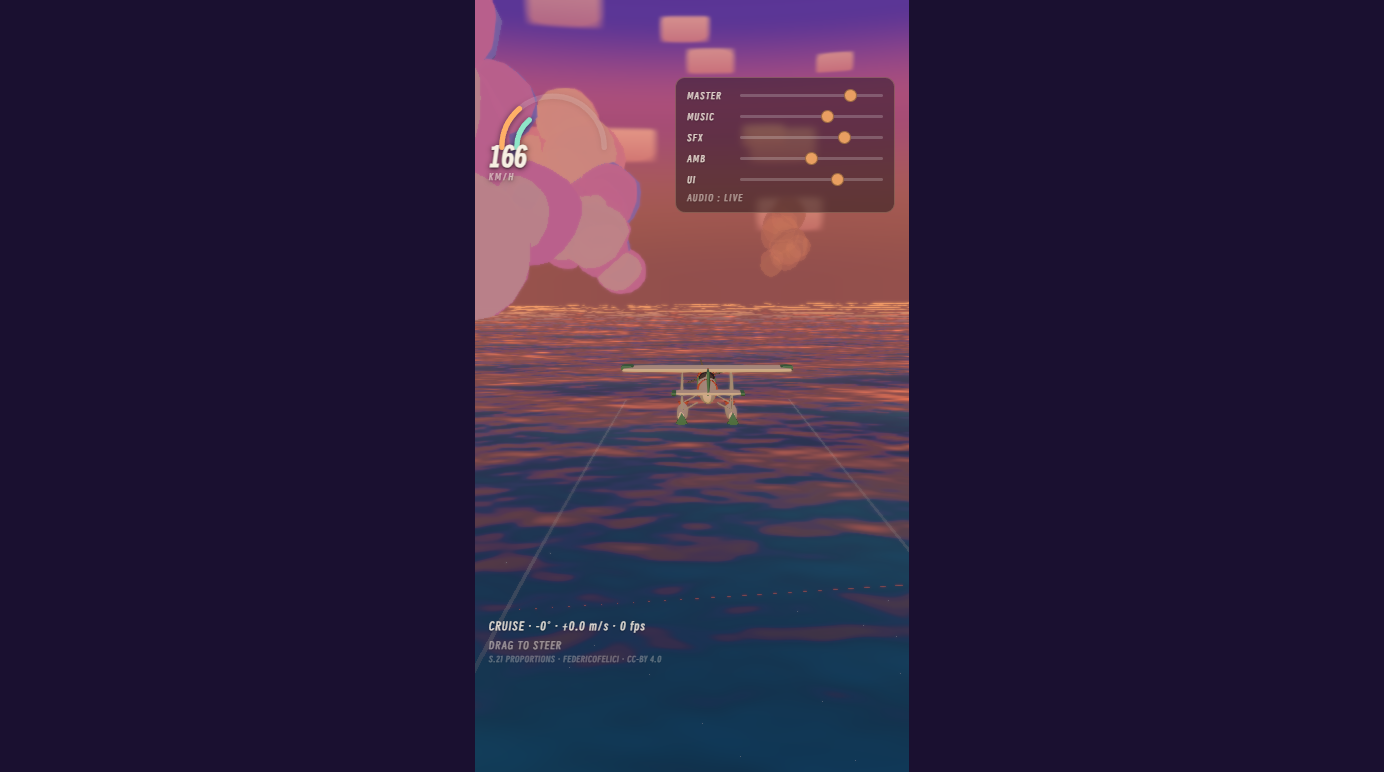 MASTER
MUSIC
SFX
AMB
UI
AUDIO : LIVE
166
KM/H
CRUISE · -0° · +0.0 m/s · 0 fps
DRAG TO STEER
S.21 PROPORTIONS · FEDERICOFELICI · CC-BY 4.0